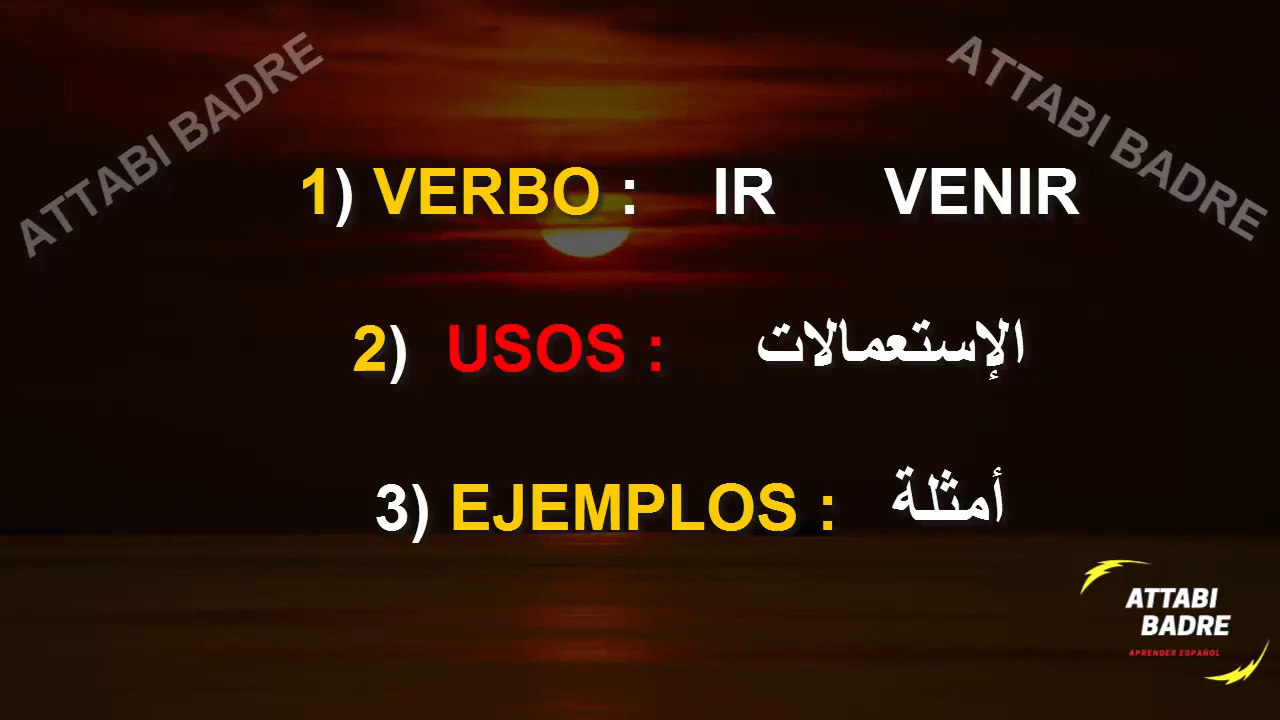 ATTABI BADRE
ATTABI BADRE
1) VERBO : IR VENIR
2) USOS : الإستعمالات
3) EJEMPLOS : أمثلة
ATTABI
BADRE
APRENDER ESPAÑOL